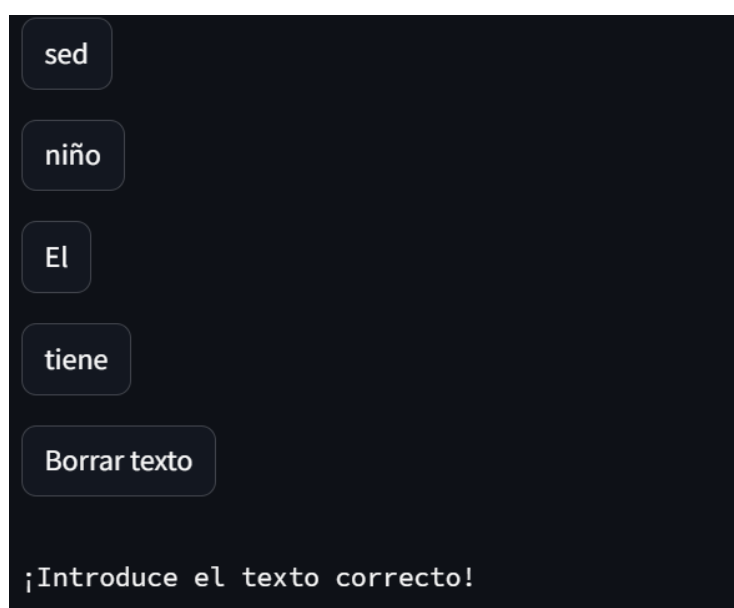 sed
niño
El
tiene
Borrar texto
¡Introduce el texto correcto!